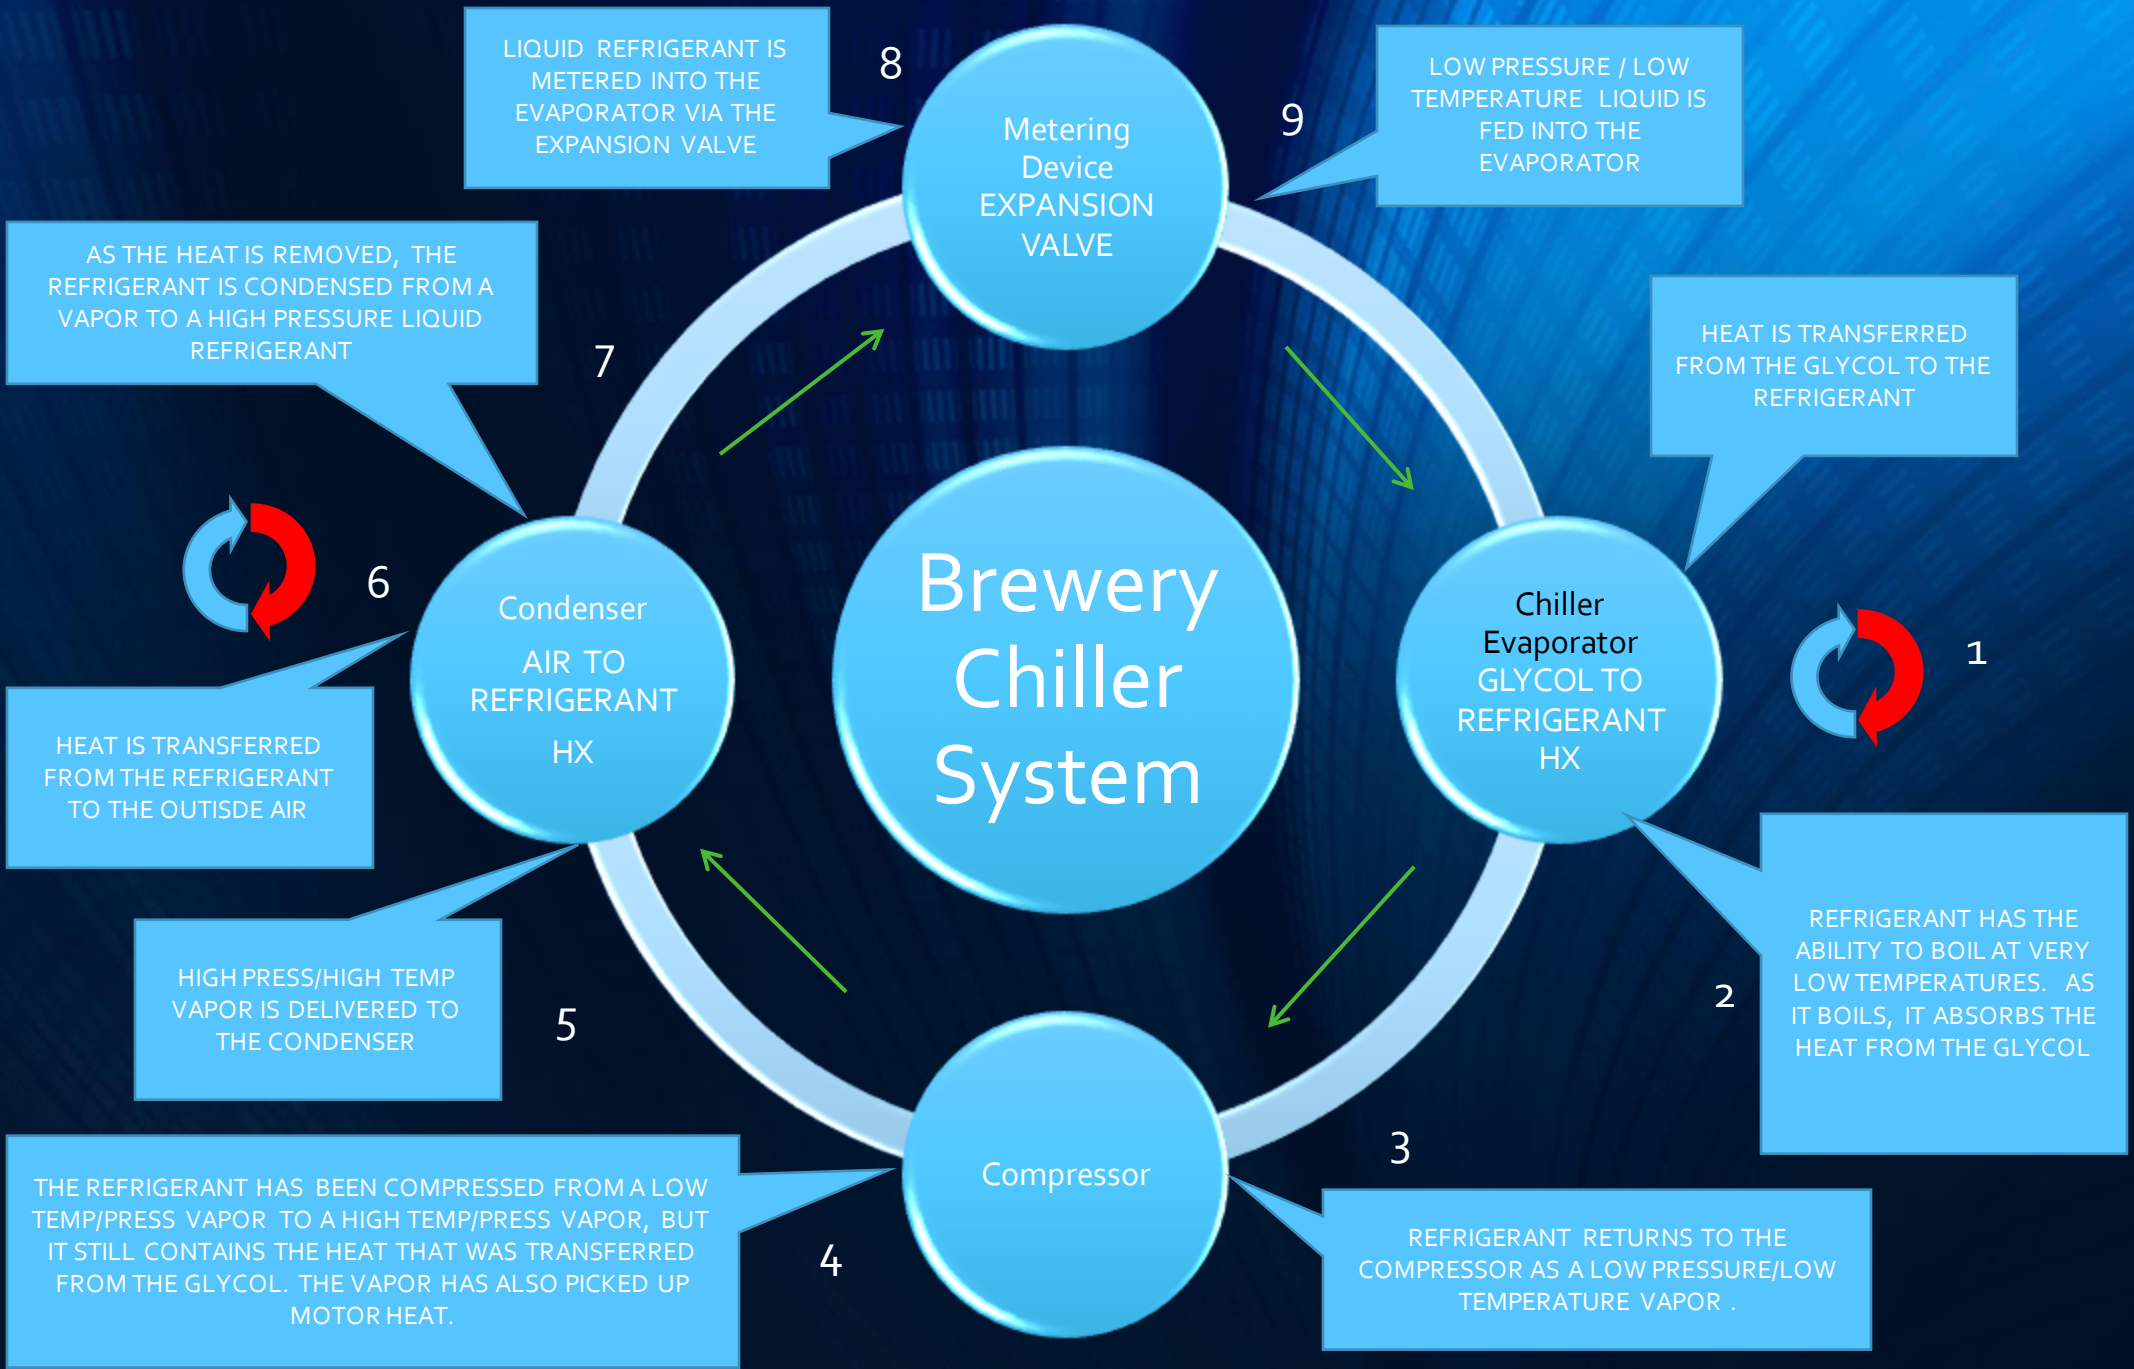 LIQUID REFRIGERANT IS
METERED INTO THE
EVAPORATOR VIA THE
EXPANSION VALVE
8
Metering
Device
EXPANSION
VALVE
9
LOW PRESSURE / LOW
TEMPERATURE LIQUID IS
FED INTO THE
EVAPORATOR
AS THE HEAT IS REMOVED, THE
REFRIGERANT IS CONDENSED FROM A
VAPOR TO A HIGH PRESSURE LIQUID
REFRIGERANT
7
HEAT IS TRANSFERRED
FROM THE GLYCOL TO THE
REFRIGERANT
6
Condenser
AIR TO
REFRIGERANT
HX
Brewery
Chiller
System
Chiller
Evaporator
GLYCOL TO
REFRIGERANT
HX
1
HEAT IS TRANSFERRED
FROM THE REFRIGERANT
TO THE OUTISDE AIR
REFRIGERANT HAS THE
ABILITY TO BOIL AT VERY
LOW TEMPERATURES. AS
IT BOILS, IT ABSORBS THE
HEAT FROM THE GLYCOL
2
HIGH PRESS/HIGH TEMP
VAPOR IS DELIVERED TO
THE CONDENSER
5
THE REFRIGERANT HAS BEEN COMPRESSED FROM A LOW
TEMP/PRESS VAPOR TO A HIGH TEMP/PRESS VAPOR, BUT
IT STILL CONTAINS THE HEAT THAT WAS TRANSFERRED
FROM THE GLYCOL. THE VAPOR HAS ALSO PICKED UP
MOTOR HEAT.
4
Compressor
3
REFRIGERANT RETURNS TO THE
COMPRESSOR AS A LOW PRESSURE/LOW
TEMPERATURE VAPOR .